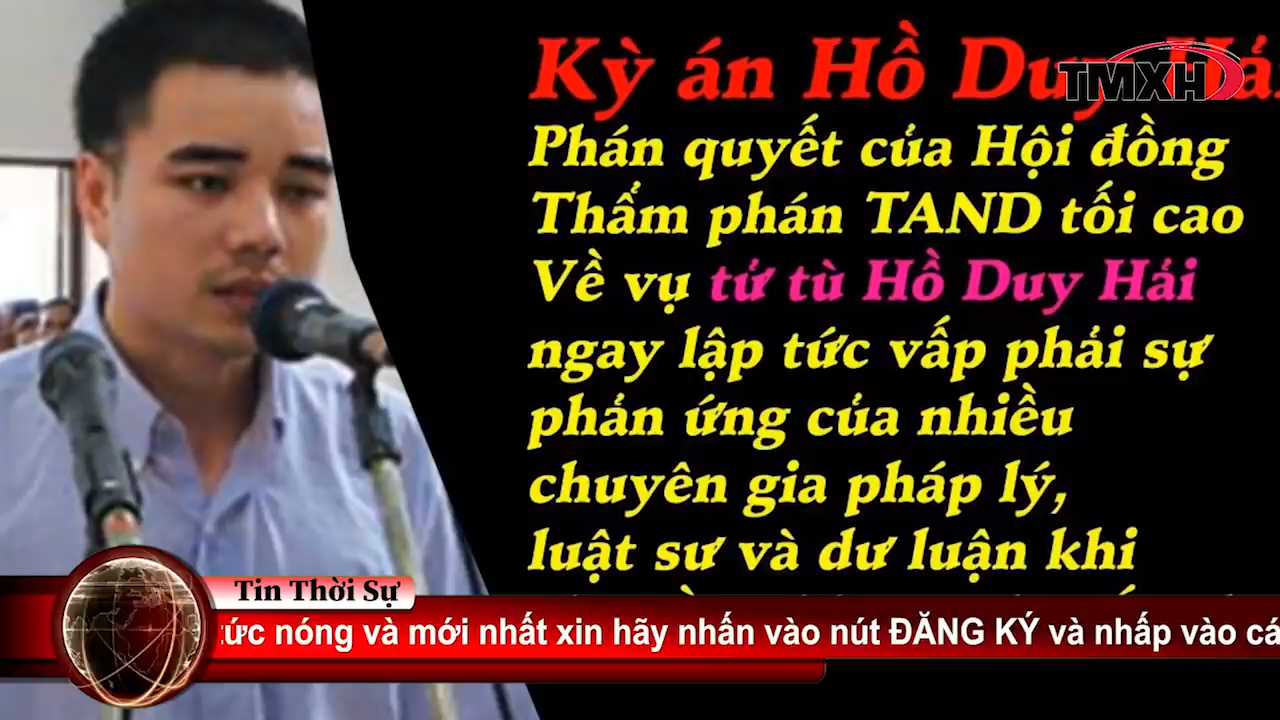 Kỳ án Hồ Duy Hải
TMXH
Phán quyết của Hội đồng
Thẩm phán TAND tối cao
Về vụ tử tù Hồ Duy Hải
ngay lập tức vấp phải sự
phản ứng của nhiều
chuyên gia pháp lý,
luật sư và dư luận khi
Tin Thời Sự
tức nóng và mới nhất xin hãy nhấn vào nút ĐĂNG KÝ và nhấp vào cá